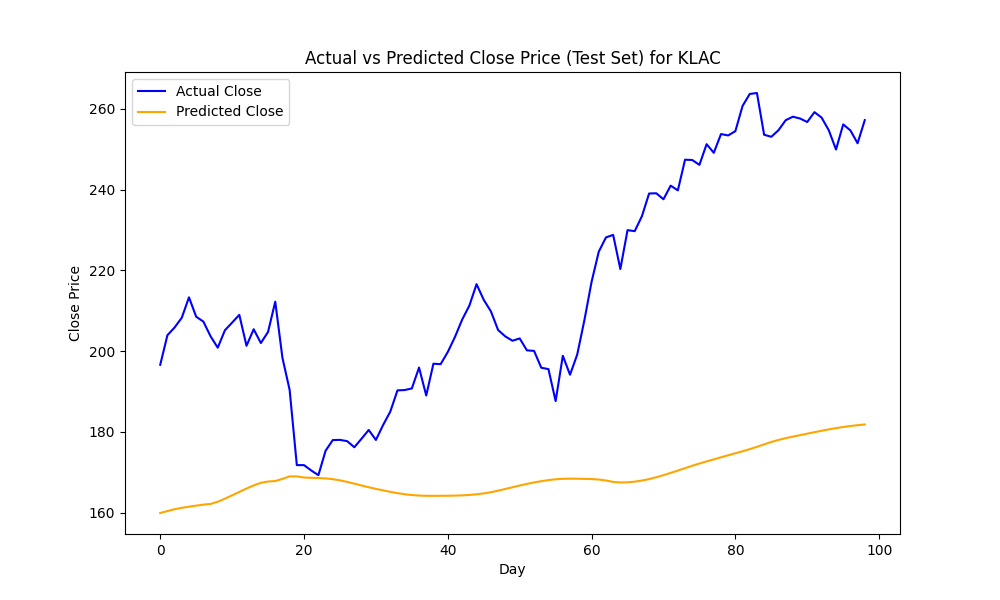 Actual vs Predicted Close Price (Test Set) for KLAC
Actual Close
Predicted Close
260
240
220
200
180
160
Close Price
0 20 40 60 80 100
Day